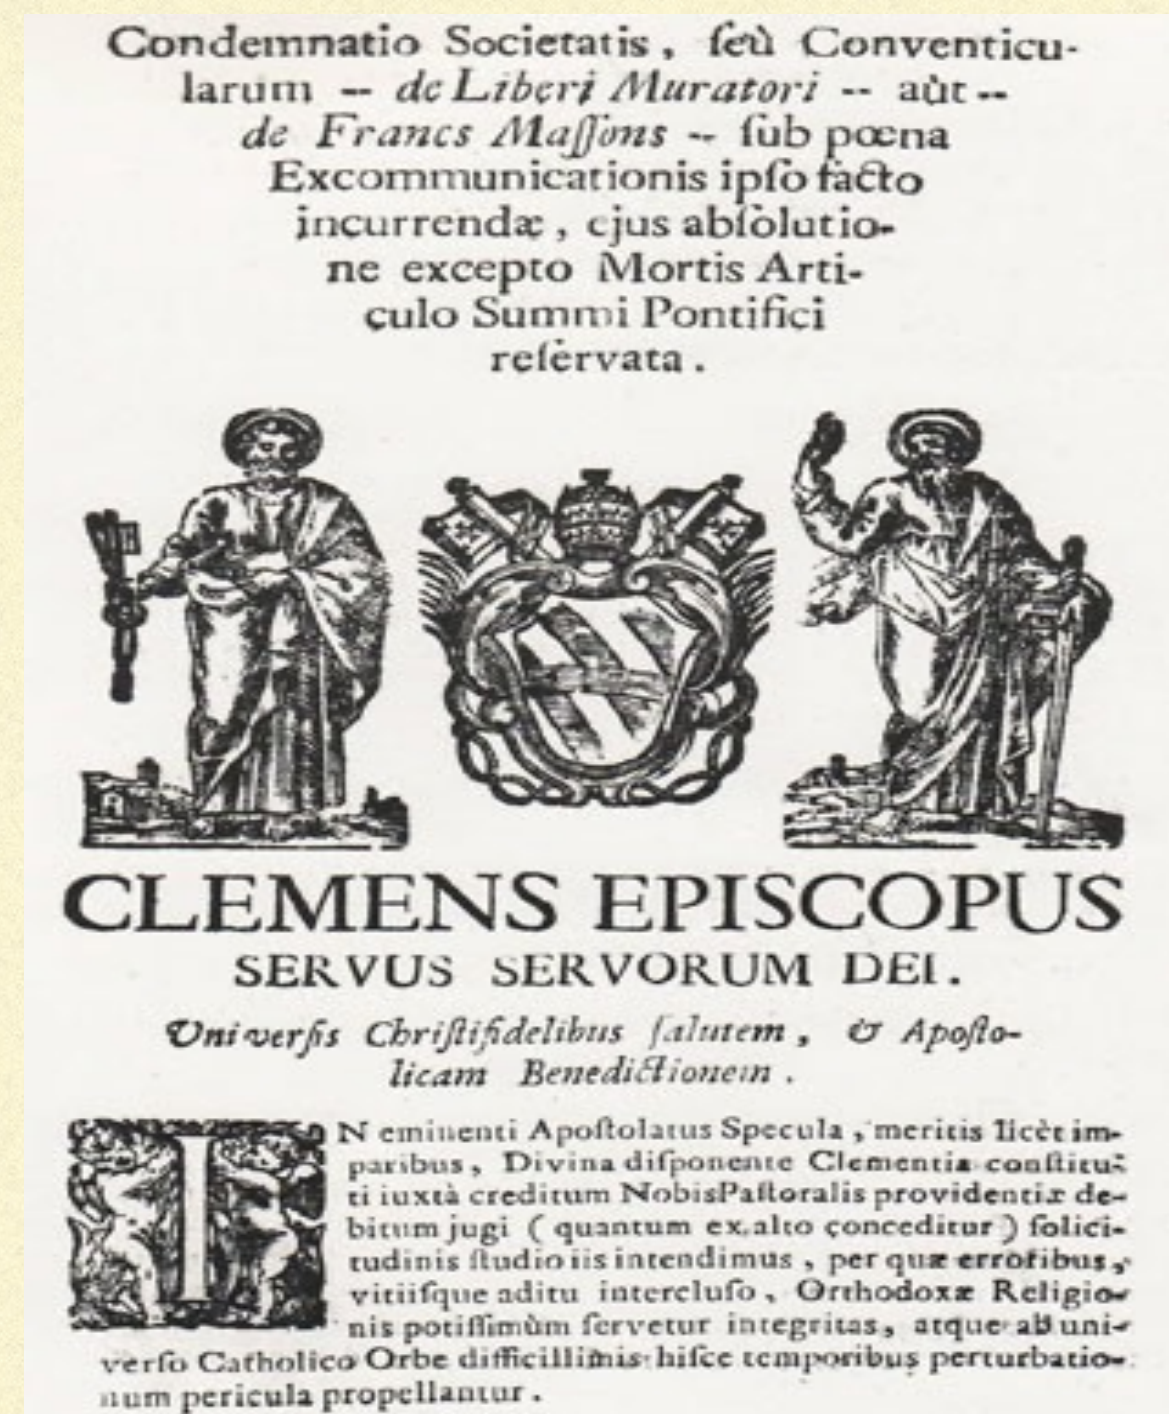 Condemnatio Societatis, ſeù Conventicu-
larum -- de Liberi Muratori -- aùt --
de Francs Maſſons -- ſub pœna
Excommunicationis ipſo facto
incurrendæ, ejus abſolutio-
ne excepto Mortis Arti-
culo Summi Pontifici
reſervata.
CLEMENS EPISCOPUS
SERVUS SERVORUM DEI.
Univerſis Chriſtifidelibus ſalutem, & Apoſto-
licam Benedictionem.
IN eminenti Apoſtolatus Specula, meritis licèt im-
paribus, Divina diſponente Clementia conſtitu-
ti iuxtà creditum Nobis Paſtoralis providentiæ de-
bitum jugi (quantum ex alto conceditur) ſolici-
tudinis ſtudio iis intendimus, per quæ erroribus,
vitiiſque aditu intercluſo, Orthodoxæ Religio-
nis potiſſimùm ſervetur integritas, atque ab uni-
verſo Catholico Orbe difficillimis hiſce temporibus perturbatio-
num pericula propellantur.